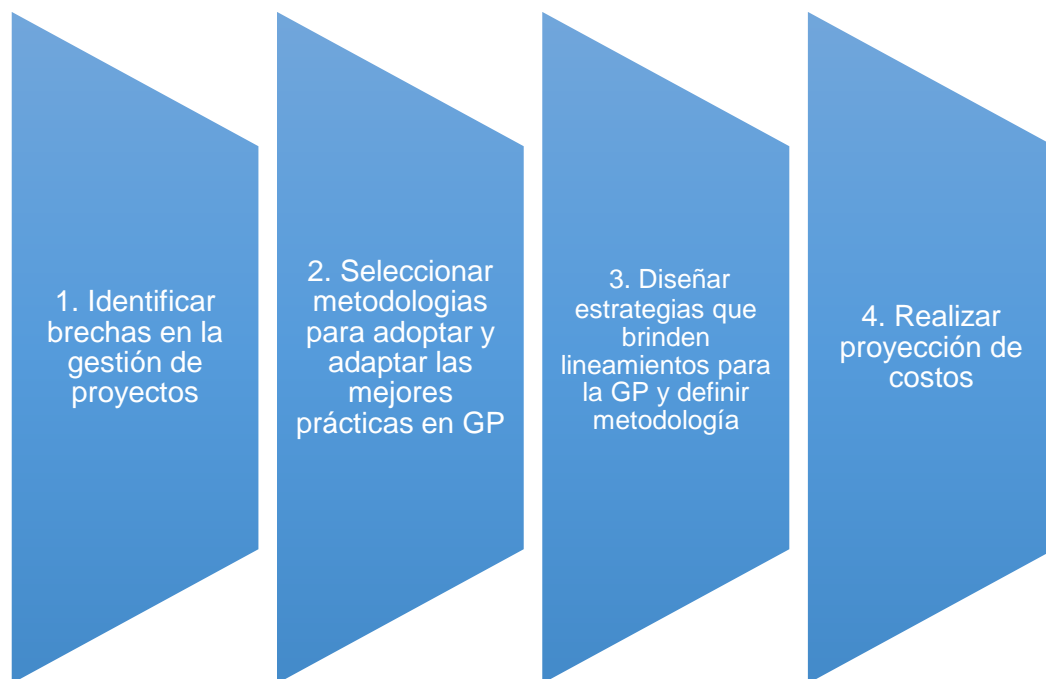 1. Identificar
brechas en la
gestión de
proyectos
2. Seleccionar
metodologias
para adoptar y
adaptar las
mejores
prácticas en GP
3. Diseñar
estrategias que
brinden
lineamientos para
la GP y definir
metodología
4. Realizar
proyección de
costos